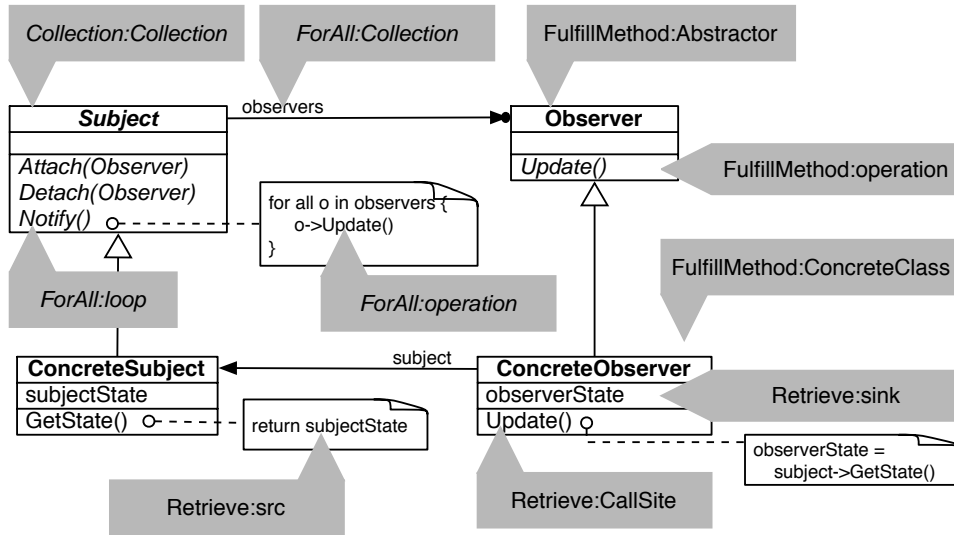 Collection:Collection
ForAll:Collection
FulfillMethod:Abstractor
observers
Subject
Observer
Attach(Observer)
Detach(Observer)
Notify()
Update()
FulfillMethod:operation
for all o in observers {
o->Update()
}
FulfillMethod:ConcreteClass
ForAll:loop
ForAll:operation
subject
ConcreteSubject
subjectState
GetState()
return subjectState
ConcreteObserver
observerState
Update()
Retrieve:sink
observerState =
subject->GetState()
Retrieve:src
Retrieve:CallSite